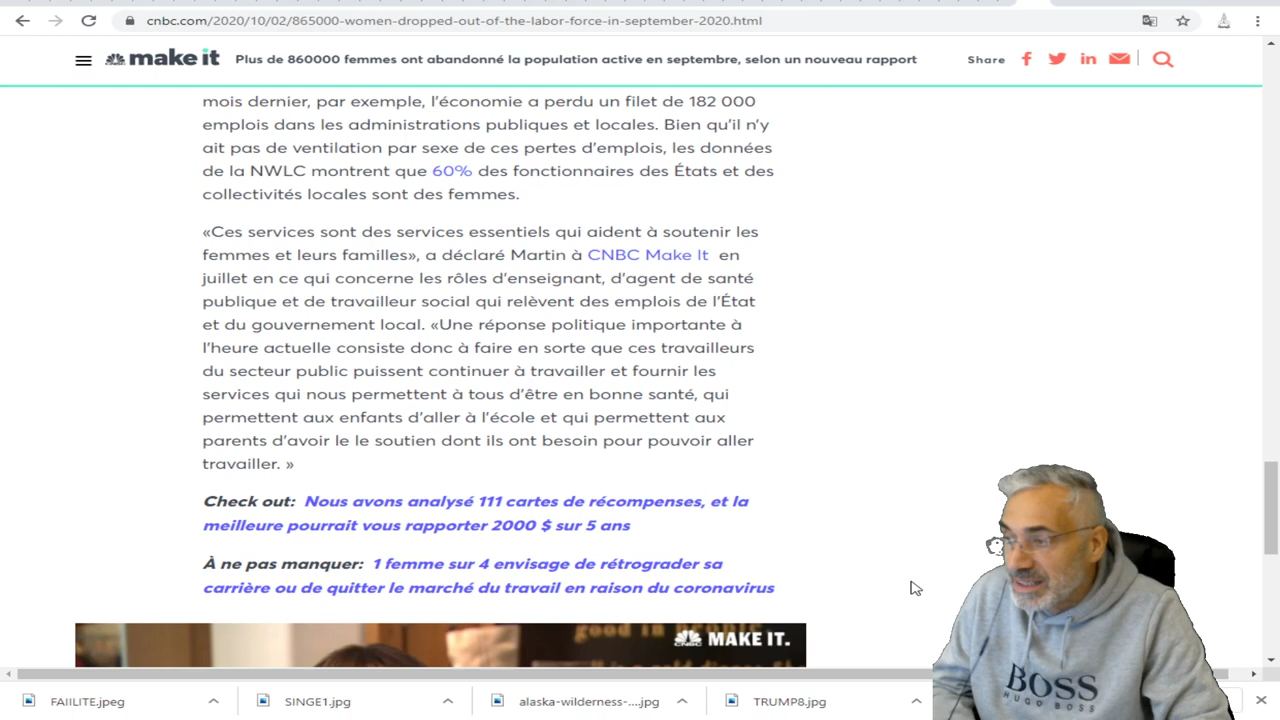 cnbc.com/2020/10/02/865000-women-dropped-out-of-the-labor-force-in-september-2020.html
make it
Plus de 860000 femmes ont abandonné la population active en septembre, selon un nouveau rapport
Share
mois dernier, par exemple, l'économie a perdu un filet de 182 000
emplois dans les administrations publiques et locales. Bien qu'il n'y
ait pas de ventilation par sexe de ces pertes d'emplois, les données
de la NWLC montrent que 60% des fonctionnaires des États et des
collectivités locales sont des femmes.
«Ces services sont des services essentiels qui aident à soutenir les
femmes et leurs familles», a déclaré Martin à CNBC Make It en
juillet en ce qui concerne les rôles d'enseignant, d'agent de santé
publique et de travailleur social qui relèvent des emplois de l'État
et du gouvernement local. «Une réponse politique importante à
l'heure actuelle consiste donc à faire en sorte que ces travailleurs
du secteur public puissent continuer à travailler et fournir les
services qui nous permettent à tous d'être en bonne santé, qui
permettent aux enfants d'aller à l'école et qui permettent aux
parents d'avoir le le soutien dont ils ont besoin pour pouvoir aller
travailler. »
Check out: Nous avons analysé 111 cartes de récompenses, et la
meilleure pourrait vous rapporter 2000 $ sur 5 ans
À ne pas manquer: 1 femme sur 4 envisage de rétrograder sa
carrière ou de quitter le marché du travail en raison du coronavirus
good in people
CNBC MAKE IT.
BOSS
HUGO BOSS
FAIILITE.jpeg
SINGE1.jpg
alaska-wilderness-....jpg
TRUMP8.jpg